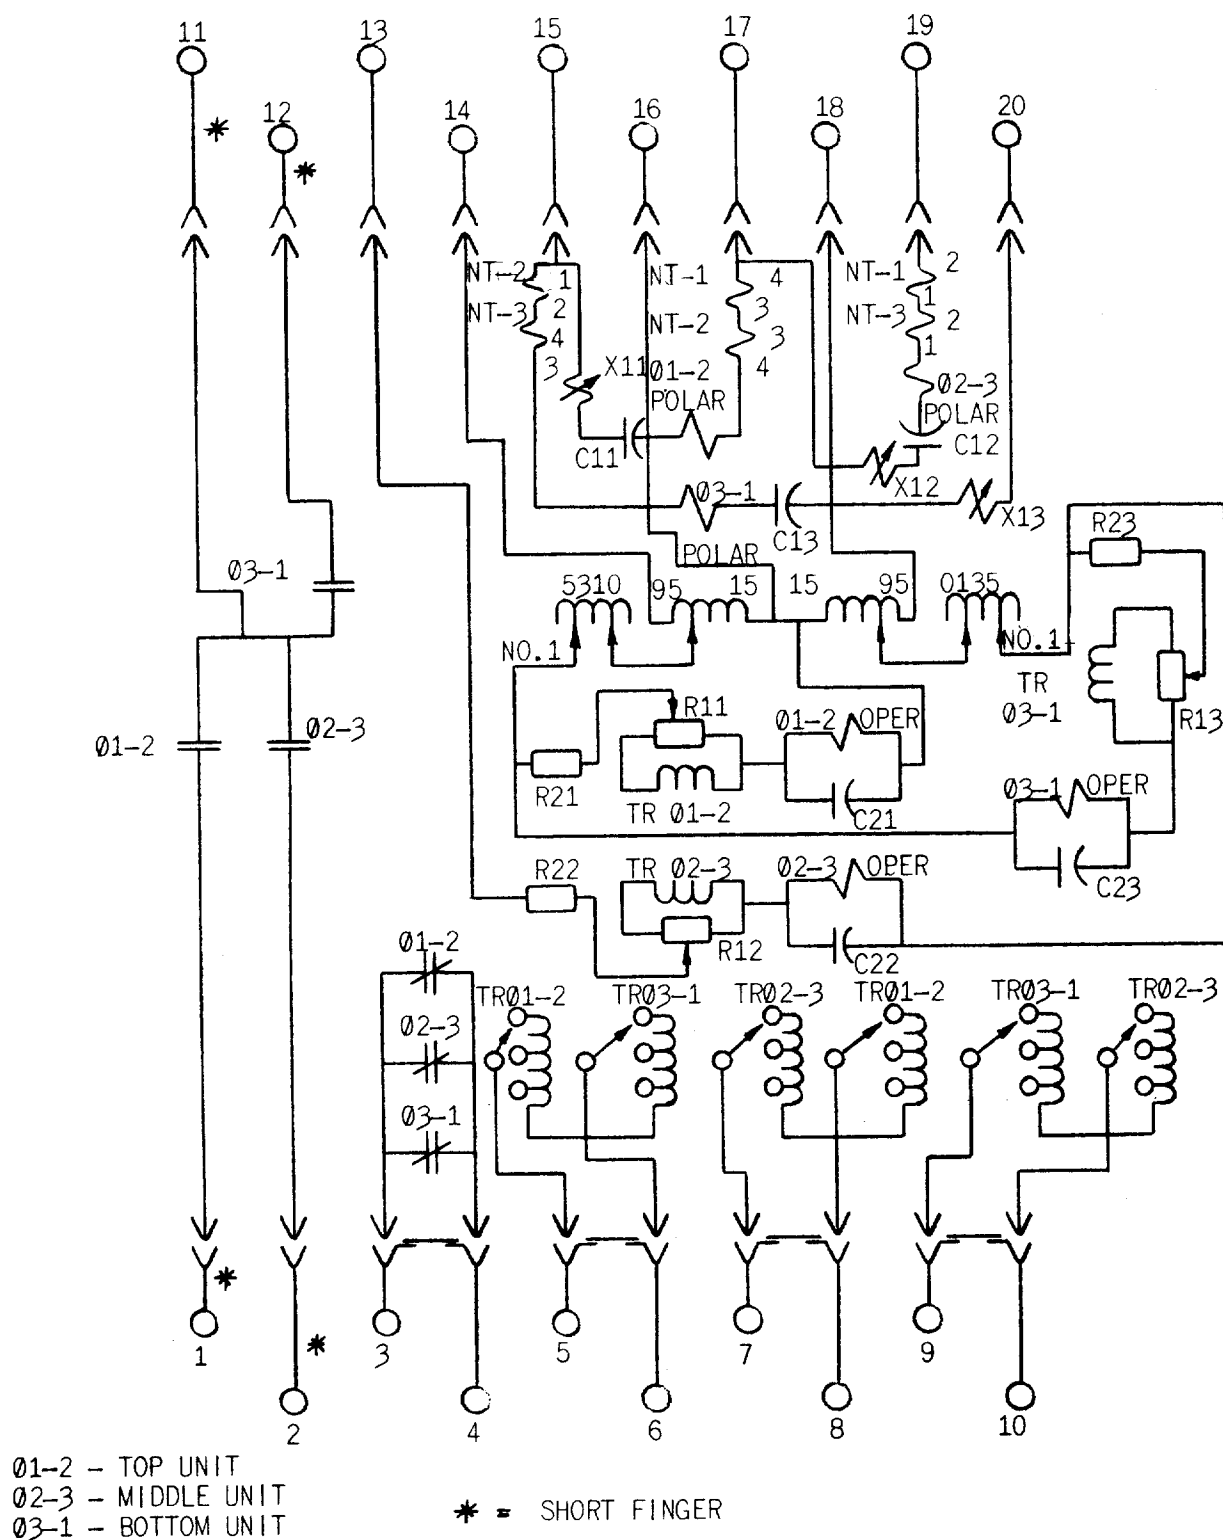 11
13
15
17
19
12
14
16
18
20
*
*
NT-2 1
NT-1 4
NT-1 2
NT-3 2
4
3
NT-2 3
3
4
1
NT-3 2
1
X11
Ø1-2
POLAR
Ø2-3
POLAR
C11
C12
X12
Ø3-1
C13
X13
POLAR
R23
Ø3-1
5310
95
15
15
95
0135
NO.1
NO.1
TR
Ø3-1
R13
Ø1-2
Ø2-3
R11
Ø1-2 OPER
R21
TR Ø1-2
C21
Ø3-1 OPER
C23
R22
TR Ø2-3
Ø2-3 OPER
R12
C22
Ø1-2
Ø2-3
Ø3-1
TRØ1-2
TRØ3-1
TRØ2-3
TRØ1-2
TRØ3-1
TRØ2-3
*
*
1
3
5
7
9
2
4
6
8
10
Ø1-2 - TOP UNIT
Ø2-3 - MIDDLE UNIT
Ø3-1 - BOTTOM UNIT
* = SHORT FINGER